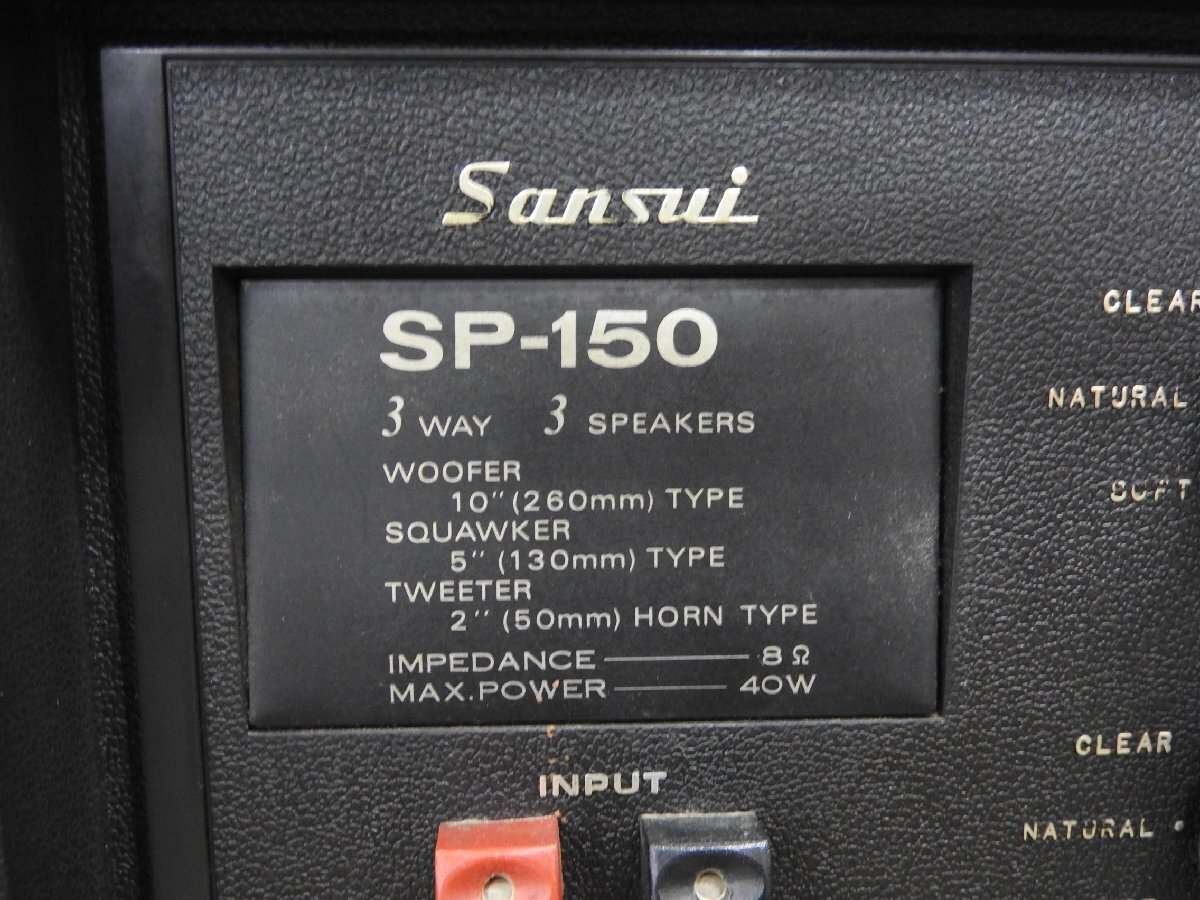 Sansui
SP-150
3 WAY 3 SPEAKERS
WOOFER
10" (260mm) TYPE
SQUAWKER
5" (130mm) TYPE
TWEETER
2" (50mm) HORN TYPE
IMPEDANCE 8Ω
MAX.POWER 40W
INPUT
CLEAR
NATURAL
SOFT
CLEAR
NATURAL